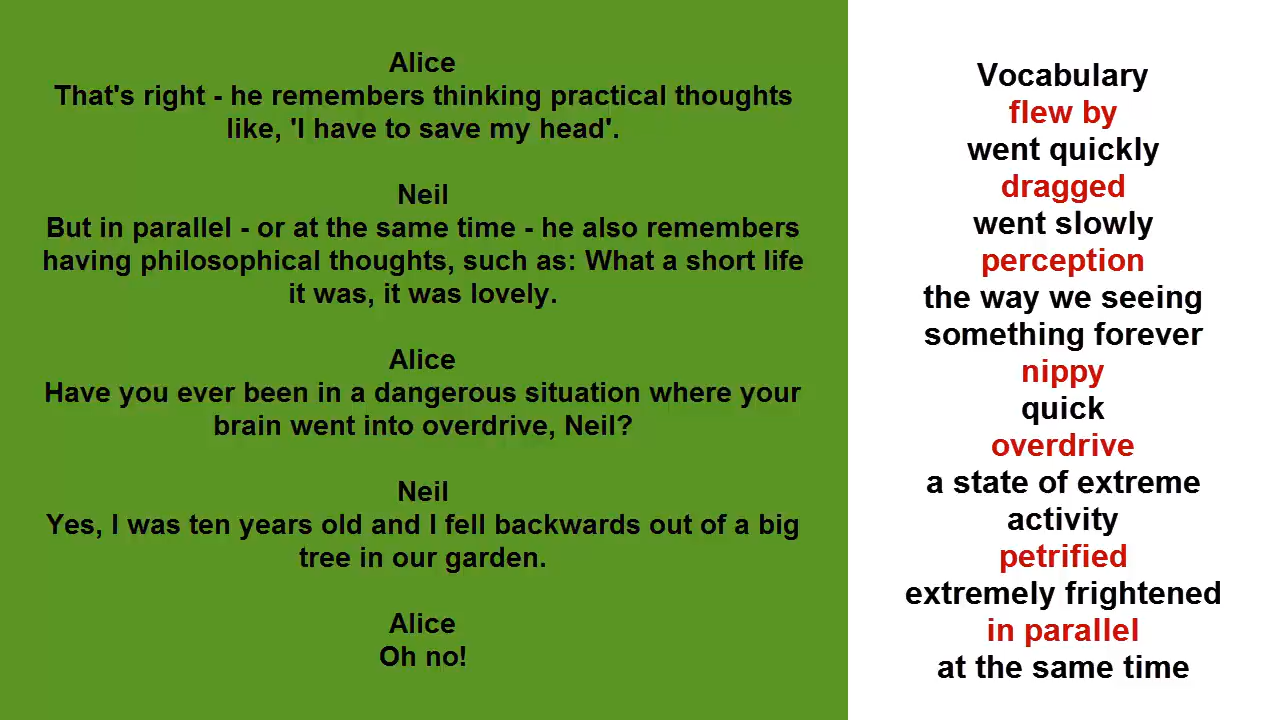 Alice
That's right - he remembers thinking practical thoughts
like, 'I have to save my head'.
Neil
But in parallel - or at the same time - he also remembers
having philosophical thoughts, such as: What a short life
it was, it was lovely.
Alice
Have you ever been in a dangerous situation where your
brain went into overdrive, Neil?
Neil
Yes, I was ten years old and I fell backwards out of a big
tree in our garden.
Alice
Oh no!
Vocabulary
flew by
went quickly
dragged
went slowly
perception
the way we seeing
something forever
nippy
quick
overdrive
a state of extreme
activity
petrified
extremely frightened
in parallel
at the same time